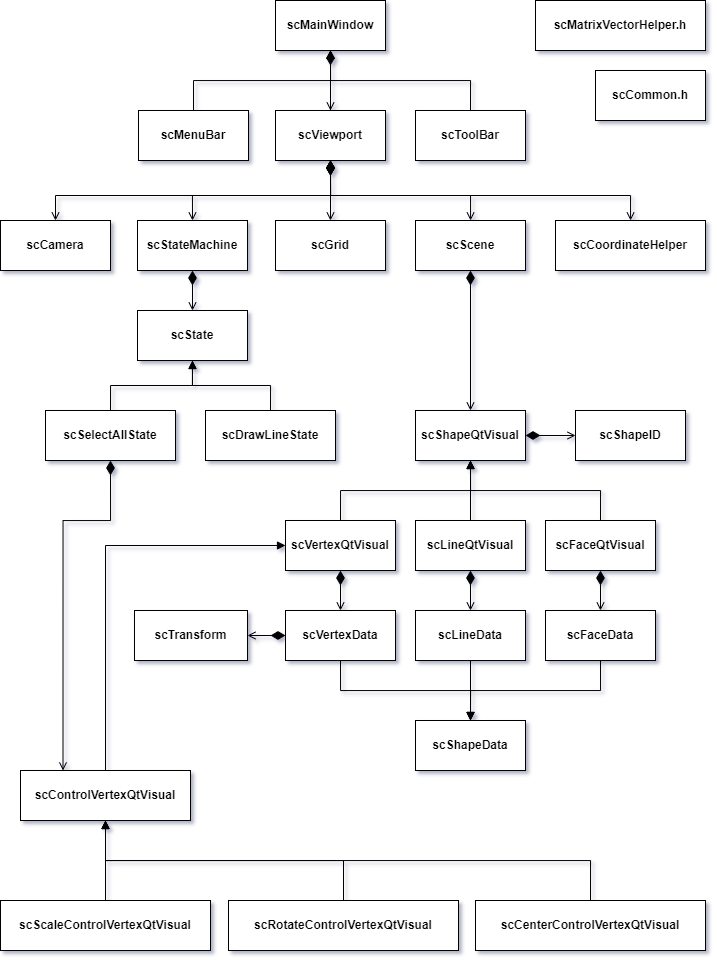 scMainWindow
scMatrixVectorHelper.h
scCommon.h
scMenuBar
scViewport
scToolBar
scCamera
scStateMachine
scGrid
scScene
scCoordinateHelper
scState
scSelectAllState
scDrawLineState
scShapeQtVisual
scShapeID
scVertexQtVisual
scLineQtVisual
scFaceQtVisual
scTransform
scVertexData
scLineData
scFaceData
scShapeData
scControlVertexQtVisual
scScaleControlVertexQtVisual
scRotateControlVertexQtVisual
scCenterControlVertexQtVisual